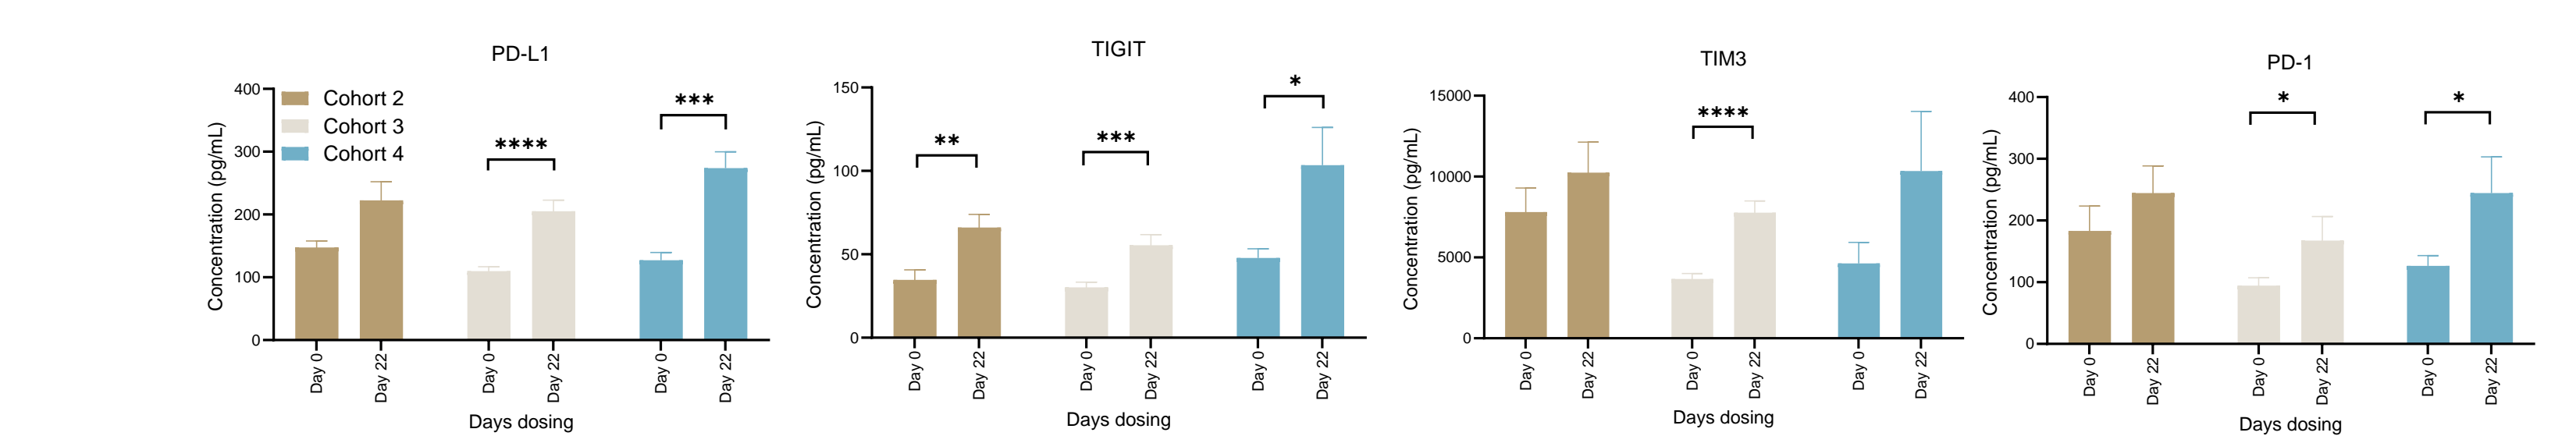 PD-L1
400
300
200
100
0
Concentration (pg/mL)
Cohort 2
Cohort 3
Cohort 4
****
***
Day 0
Day 22
Day 0
Day 22
Day 0
Day 22
Days dosing
TIGIT
150
100
50
0
Concentration (pg/mL)
**
***
*
Day 0
Day 22
Day 0
Day 22
Day 0
Day 22
Days dosing
TIM3
15000
10000
5000
0
Concentration (pg/mL)
****
Day 0
Day 22
Day 0
Day 22
Day 0
Day 22
Days dosing
PD-1
400
300
200
100
0
Concentration (pg/mL)
*
*
Day 0
Day 22
Day 0
Day 22
Day 0
Day 22
Days dosing